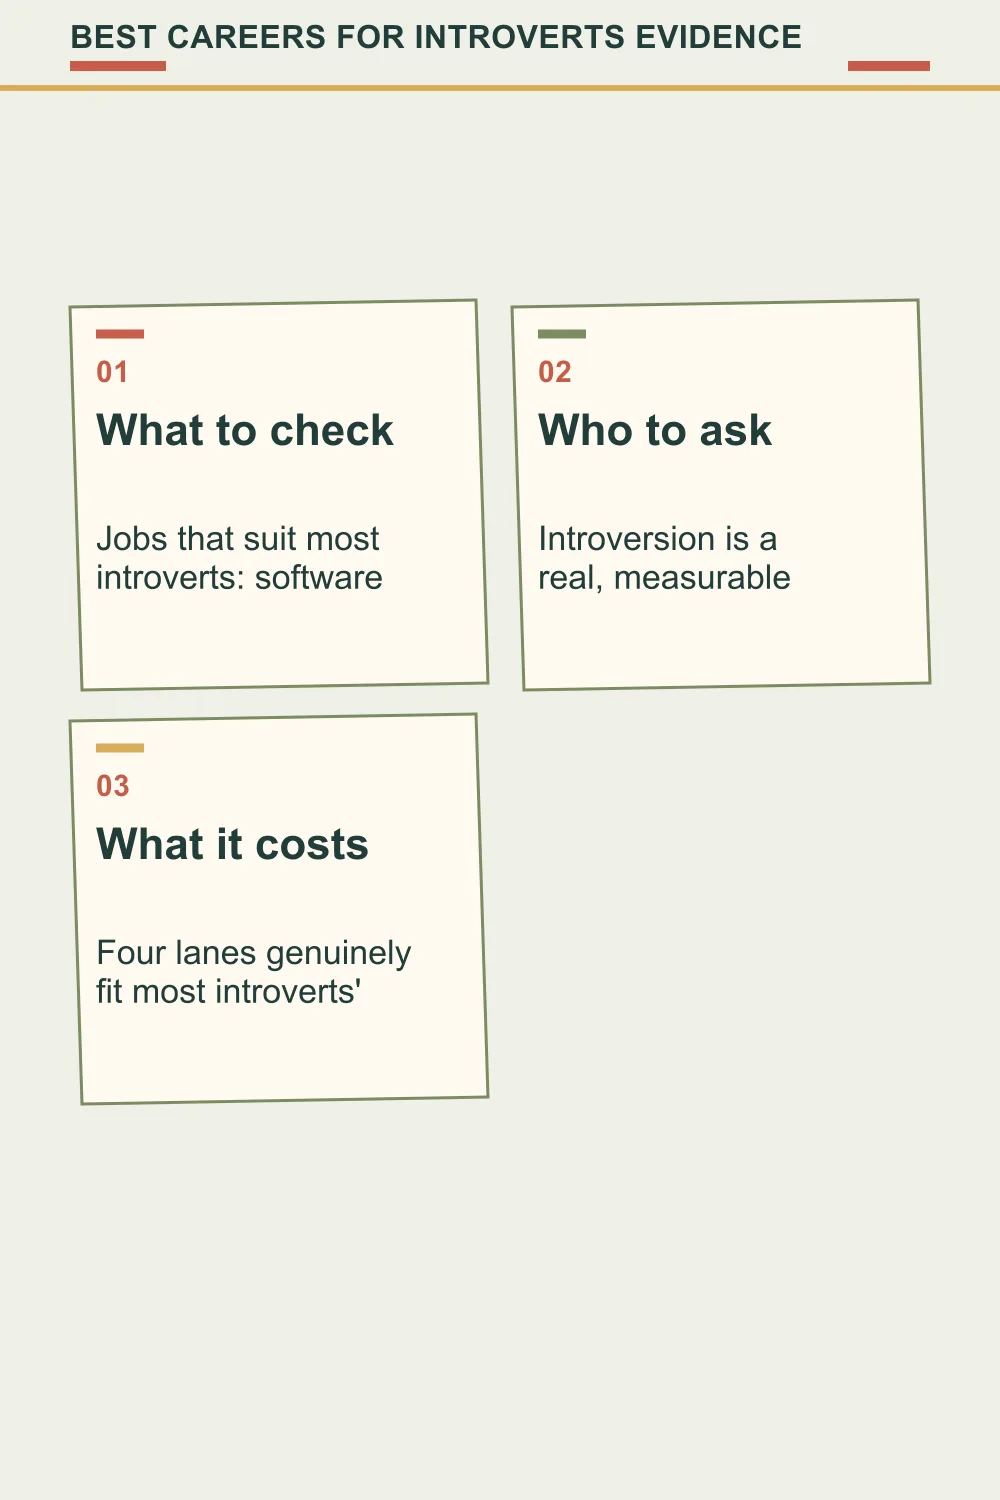 BEST CAREERS FOR INTROVERTS EVIDENCE
01
What to check
Jobs that suit most
introverts: software
02
Who to ask
Introversion is a
real, measurable
03
What it costs
Four lanes genuinely
fit most introverts'